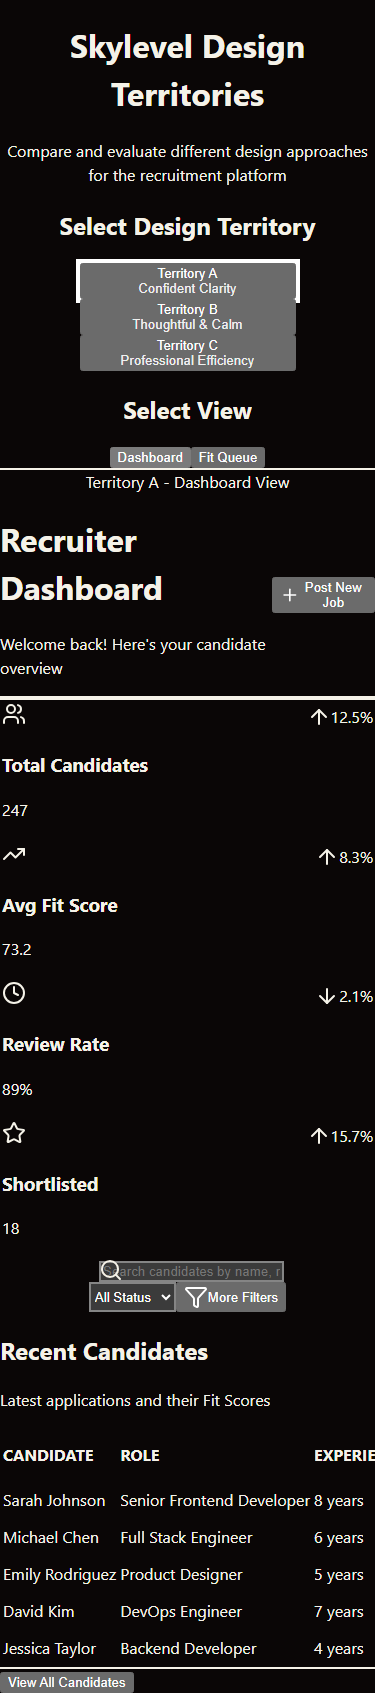 Skylevel Design
Territories
Compare and evaluate different design approaches
for the recruitment platform
Select Design Territory
Territory A
Confident Clarity
Territory B
Thoughtful & Calm
Territory C
Professional Efficiency
Select View
Dashboard Fit Queue
Territory A - Dashboard View
Recruiter
Dashboard
Post New
Job
Welcome back! Here's your candidate
overview
12.5%
Total Candidates
247
8.3%
Avg Fit Score
73.2
2.1%
Review Rate
89%
15.7%
Shortlisted
18
Search candidates by name, r
All Status More Filters
Recent Candidates
Latest applications and their Fit Scores
CANDIDATE ROLE EXPERIE
Sarah Johnson Senior Frontend Developer 8 years
Michael Chen Full Stack Engineer 6 years
Emily Rodriguez Product Designer 5 years
David Kim DevOps Engineer 7 years
Jessica Taylor Backend Developer 4 years
View All Candidates